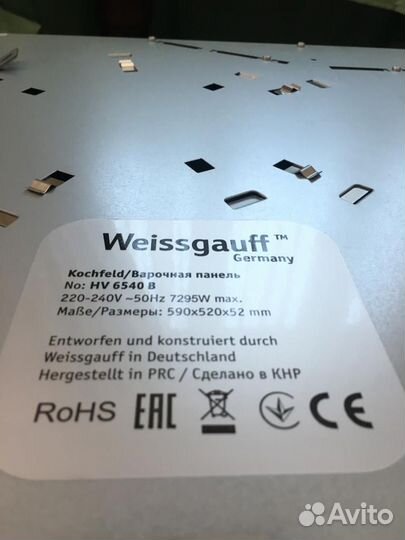 Weissgauff™
Germany
Kochfeld/Варочная панель
No: HV 6540 B
220-240V ~50Hz 7295W max.
Maße/Размеры: 590x520x52 mm
Entworfen und konstruiert durch
Weissgauff in Deutschland
Hergestellt in PRC / Сделано в КНР
RoHS EAC CE
Avito